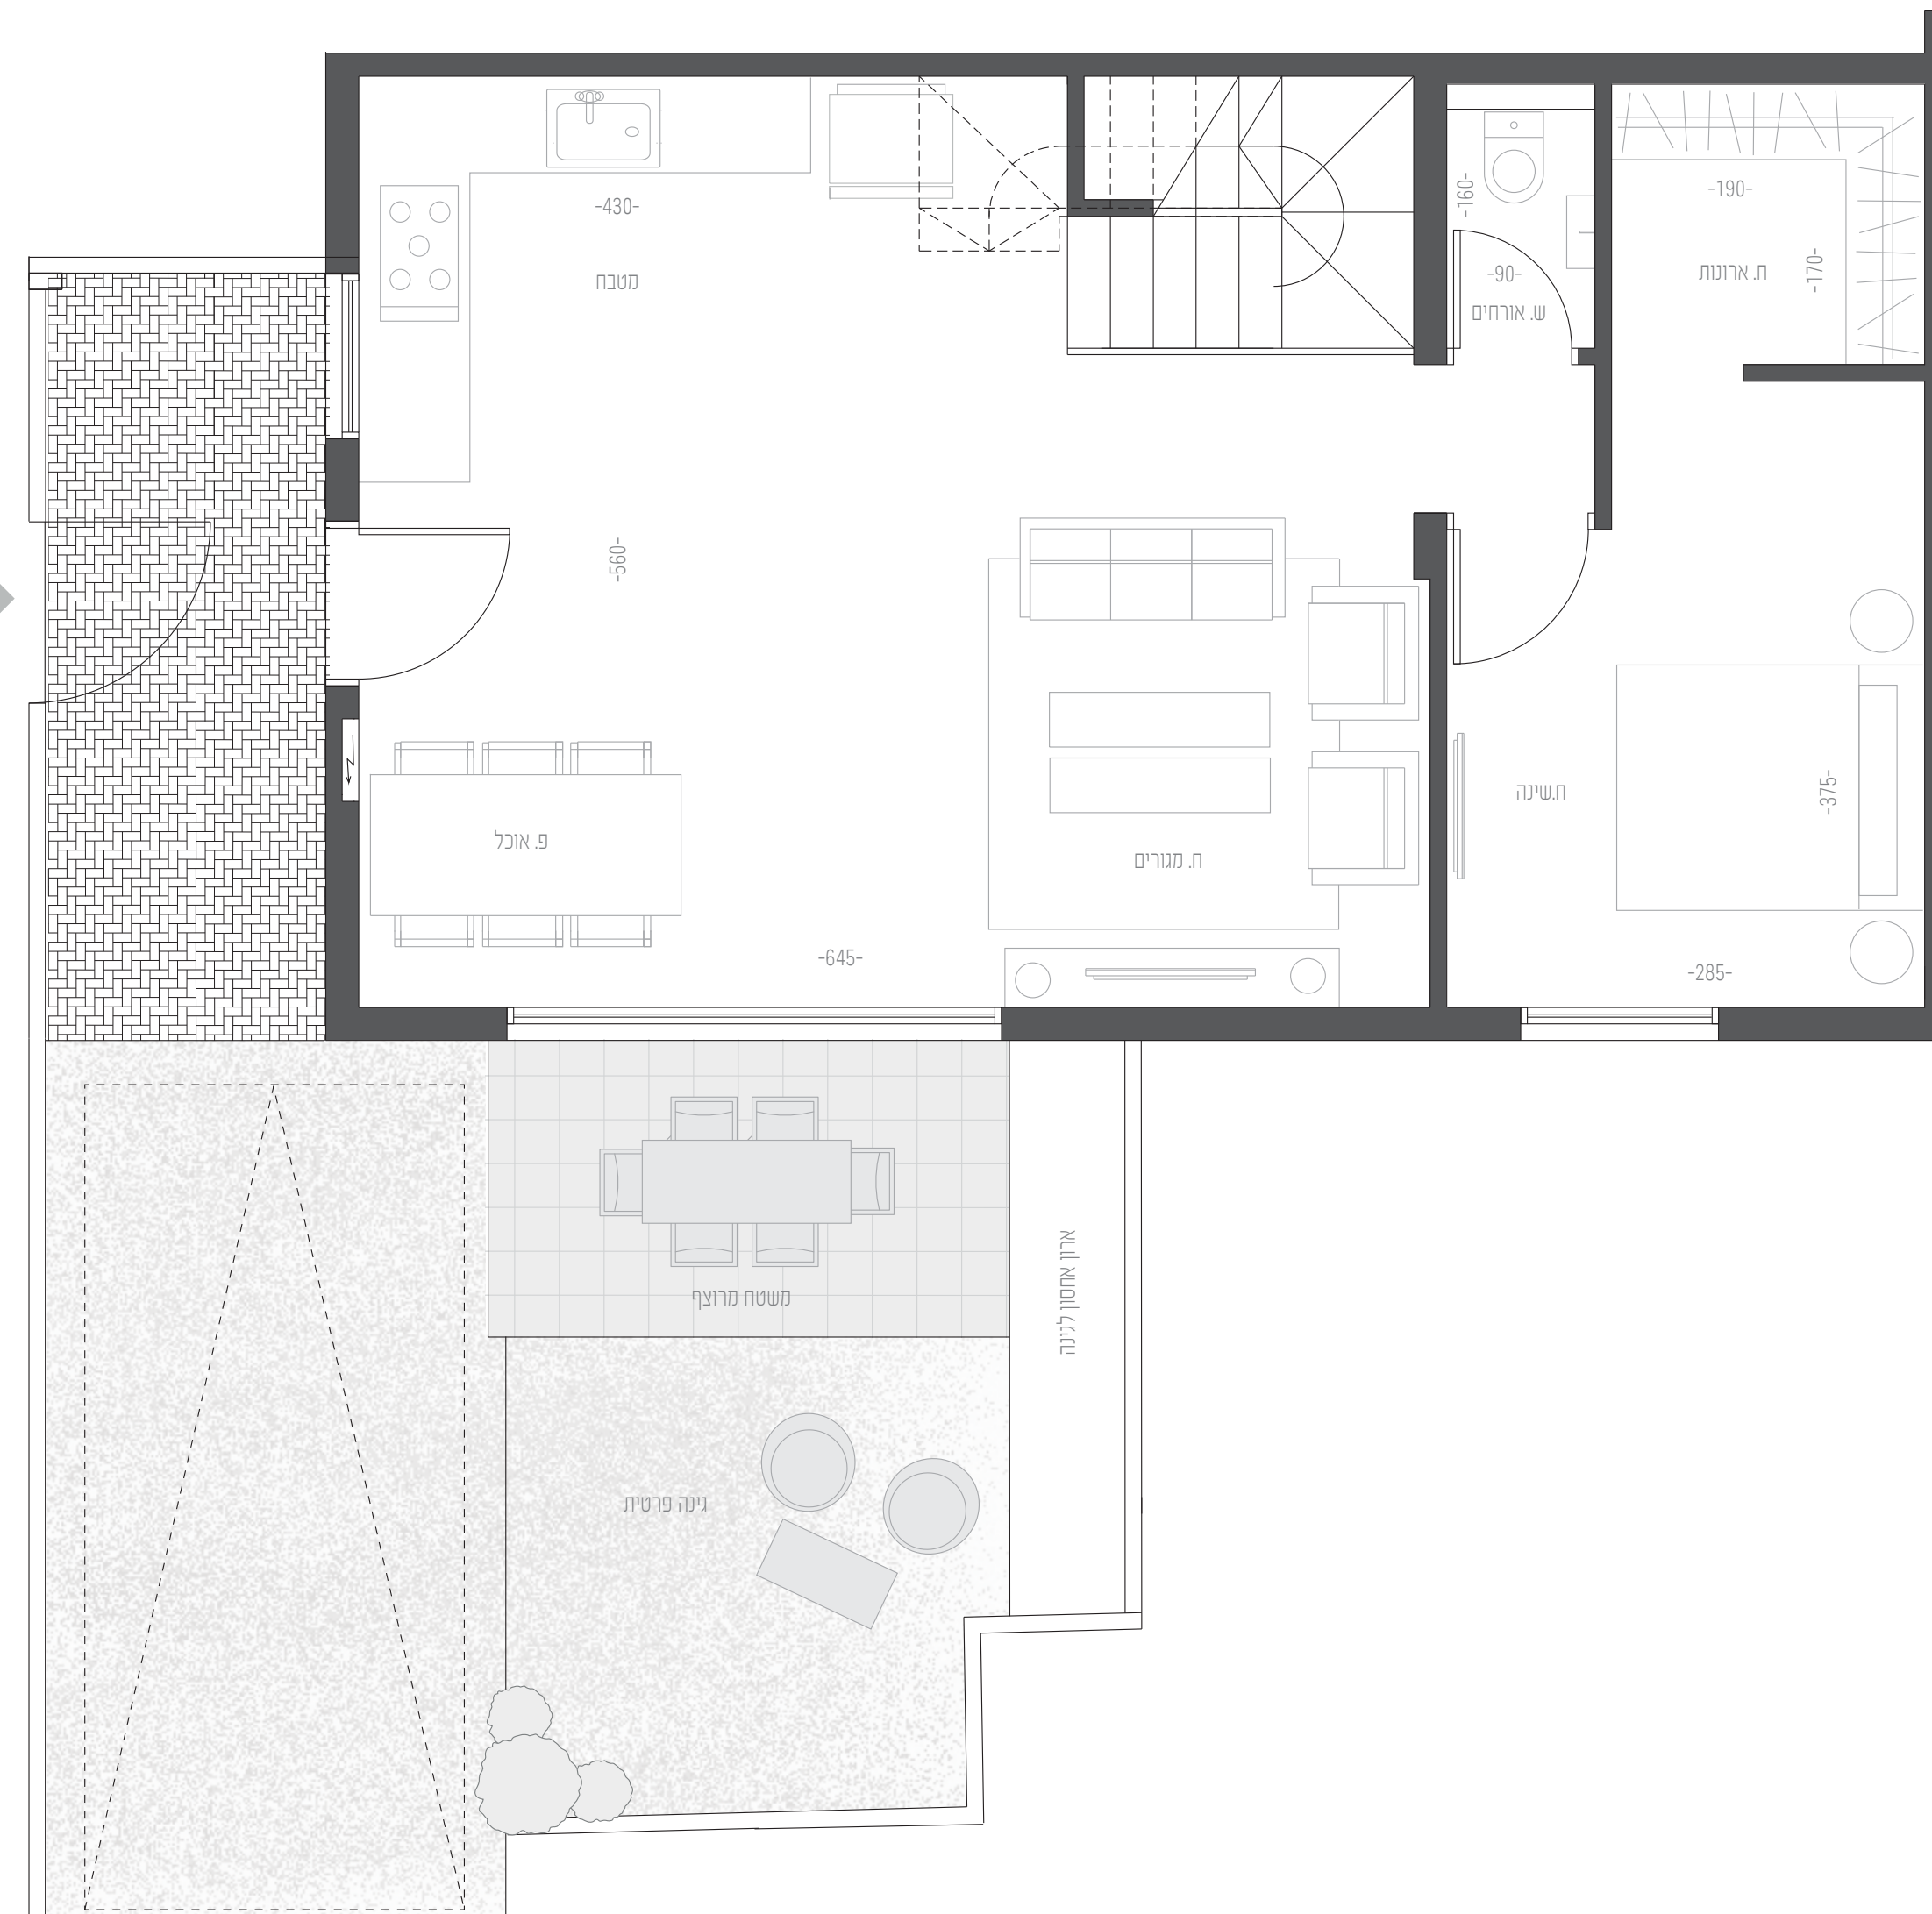 -430-
מטבח
-160-
-90-
ש. אורחים
-190-
ח. ארונות
-170-
-560-
פ. אוכל
ח. מגורים
-645-
ח.שינה
-375-
-285-
משטח מרוצף
ארון אחסון לגינה
גינה פרטית